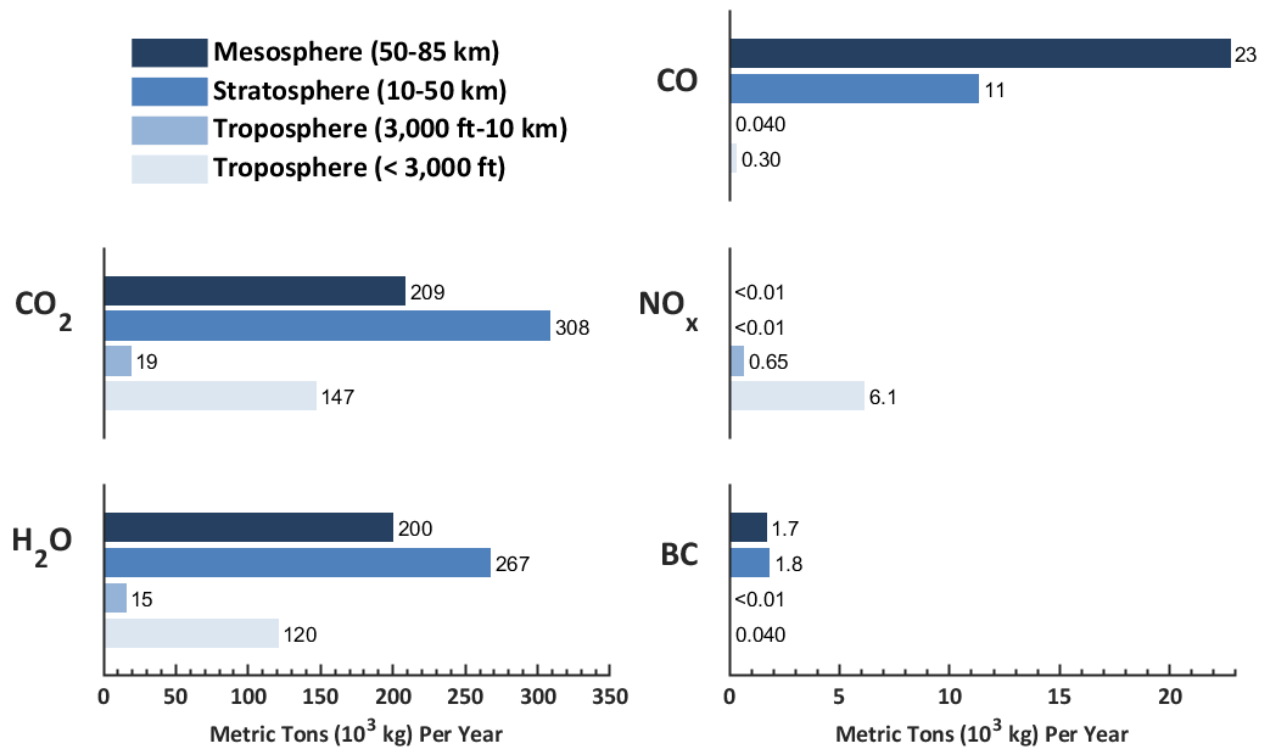 Mesosphere (50-85 km)
Stratosphere (10-50 km)
Troposphere (3,000 ft-10 km)
Troposphere (< 3,000 ft)
CO
23
11
0.040
0.30
CO2
209
308
19
147
NOx
<0.01
<0.01
0.65
6.1
H2O
200
267
15
120
0 50 100 150 200 250 300 350
Metric Tons (10^3 kg) Per Year
BC
1.7
1.8
<0.01
0.040
0 5 10 15 20
Metric Tons (10^3 kg) Per Year